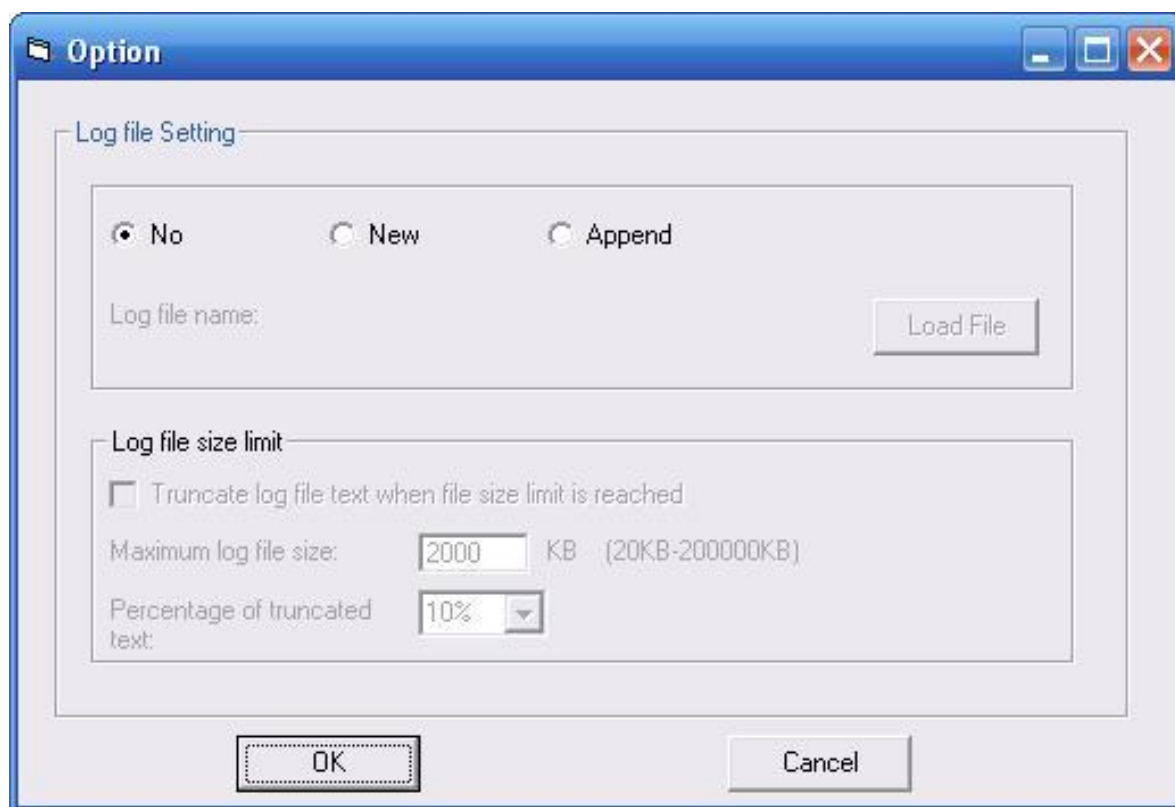 Option
Log file Setting
No New Append
Log file name: Load File
Log file size limit
Truncate log file text when file size limit is reached
Maximum log file size: 2000 KB (20KB-200000KB)
Percentage of truncated 10%
text:
OK Cancel